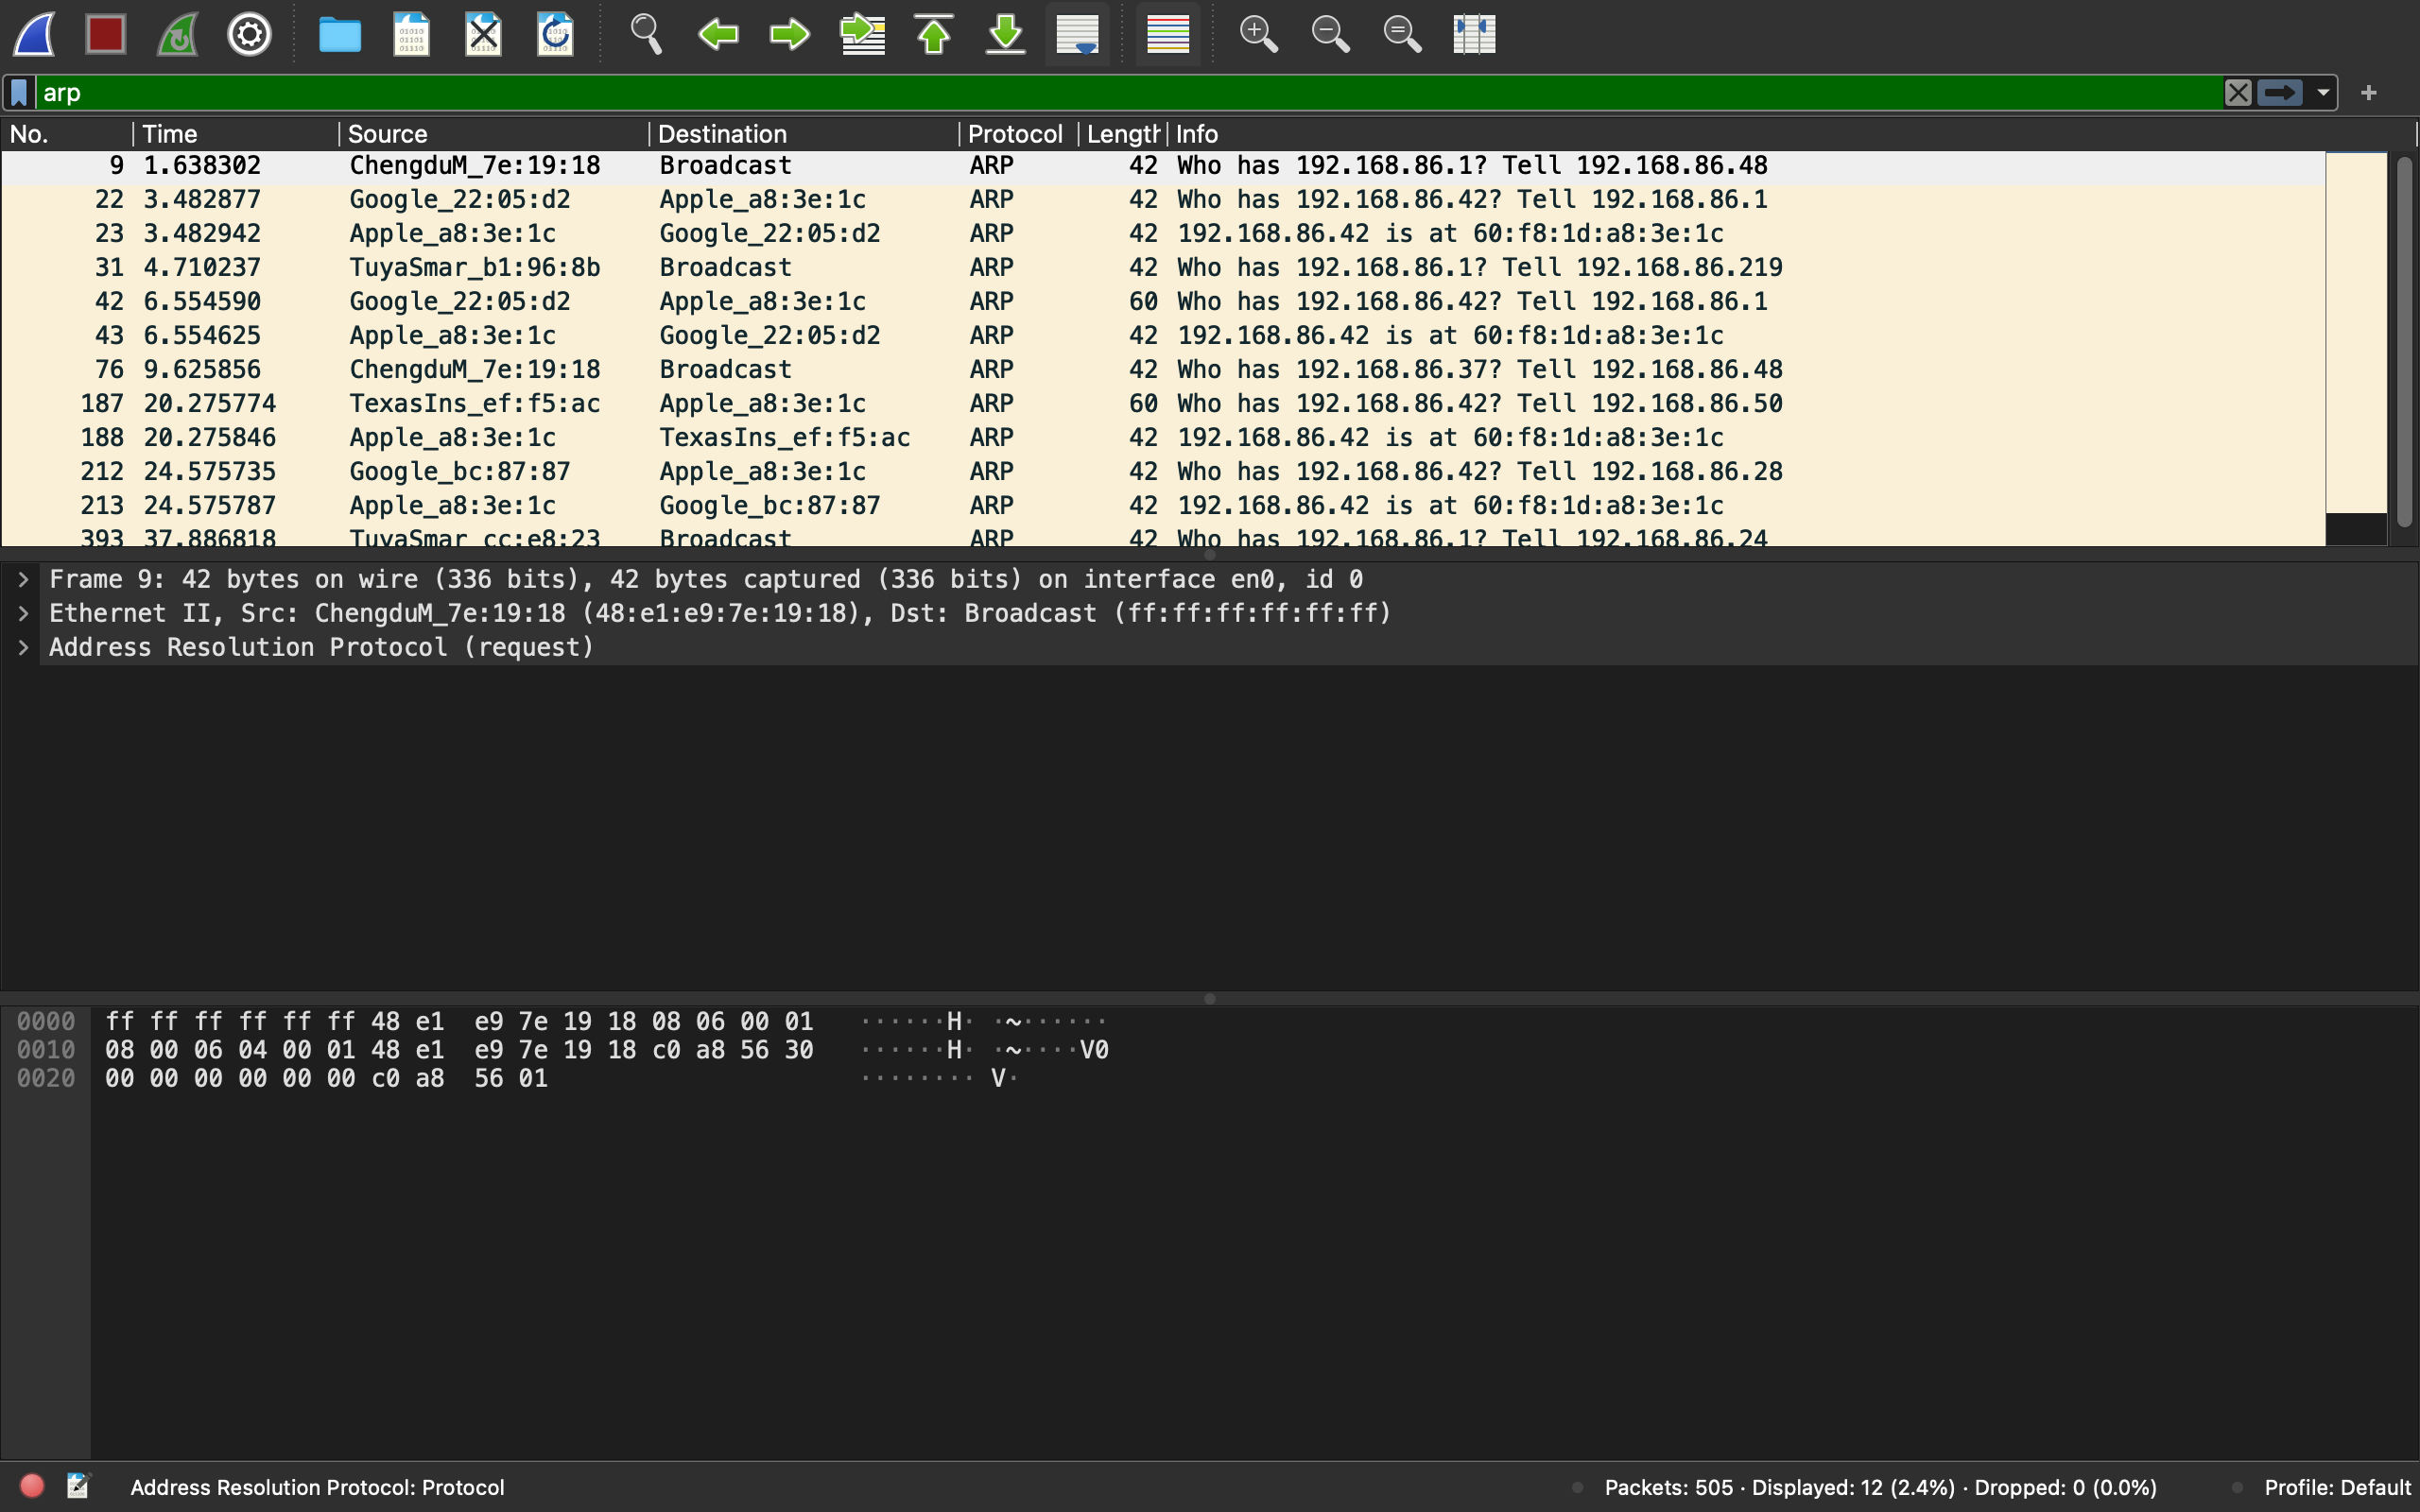 arp
No. Time Source Destination Protocol Length Info
9 1.638302 ChengduM_7e:19:18 Broadcast ARP 42 Who has 192.168.86.1? Tell 192.168.86.48
22 3.482877 Google_22:05:d2 Apple_a8:3e:1c ARP 42 Who has 192.168.86.42? Tell 192.168.86.1
23 3.482942 Apple_a8:3e:1c Google_22:05:d2 ARP 42 192.168.86.42 is at 60:f8:1d:a8:3e:1c
31 4.710237 TuyaSmar_b1:96:8b Broadcast ARP 42 Who has 192.168.86.1? Tell 192.168.86.219
42 6.554590 Google_22:05:d2 Apple_a8:3e:1c ARP 60 Who has 192.168.86.42? Tell 192.168.86.1
43 6.554625 Apple_a8:3e:1c Google_22:05:d2 ARP 42 192.168.86.42 is at 60:f8:1d:a8:3e:1c
76 9.625856 ChengduM_7e:19:18 Broadcast ARP 42 Who has 192.168.86.37? Tell 192.168.86.48
187 20.275774 TexasIns_ef:f5:ac Apple_a8:3e:1c ARP 60 Who has 192.168.86.42? Tell 192.168.86.50
188 20.275846 Apple_a8:3e:1c TexasIns_ef:f5:ac ARP 42 192.168.86.42 is at 60:f8:1d:a8:3e:1c
212 24.575735 Google_bc:87:87 Apple_a8:3e:1c ARP 42 Who has 192.168.86.42? Tell 192.168.86.28
213 24.575787 Apple_a8:3e:1c Google_bc:87:87 ARP 42 192.168.86.42 is at 60:f8:1d:a8:3e:1c
393 37.886818 TuyaSmar_cc:e8:23 Broadcast ARP 42 Who has 192.168.86.1? Tell 192.168.86.24
Frame 9: 42 bytes on wire (336 bits), 42 bytes captured (336 bits) on interface en0, id 0
Ethernet II, Src: ChengduM_7e:19:18 (48:e1:e9:7e:19:18), Dst: Broadcast (ff:ff:ff:ff:ff:ff)
Address Resolution Protocol (request)
0000 ff ff ff ff ff ff 48 e1 e9 7e 19 18 08 06 00 01 ······H· ·~······
0010 08 00 06 04 00 01 48 e1 e9 7e 19 18 c0 a8 56 30 ······H· ·~····V0
0020 00 00 00 00 00 00 c0 a8 56 01 ········ V·
Address Resolution Protocol: Protocol
Packets: 505 · Displayed: 12 (2.4%) · Dropped: 0 (0.0%)
Profile: Default